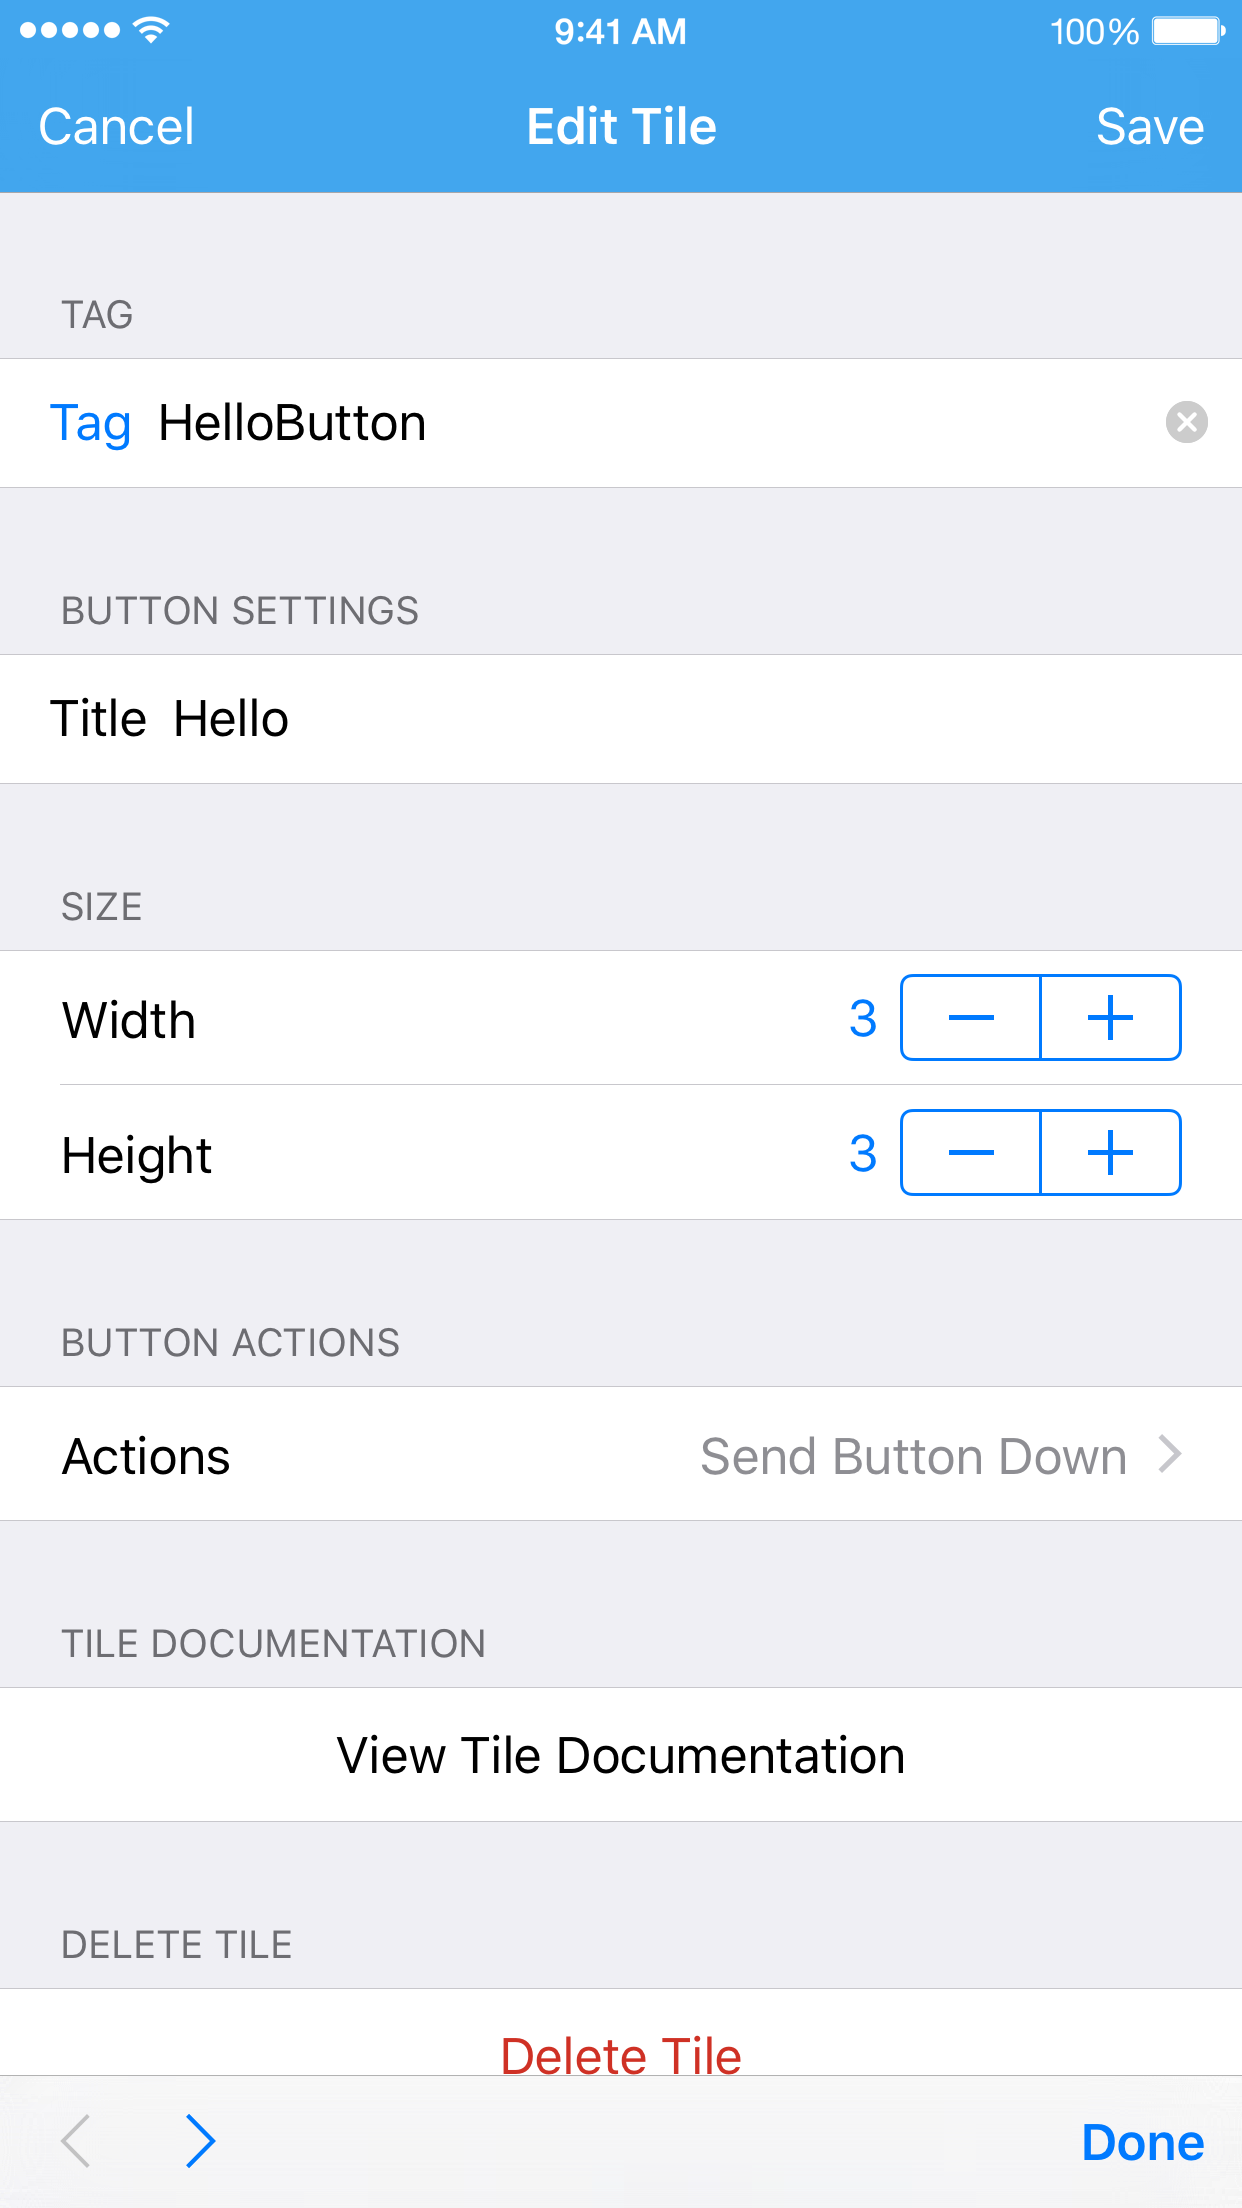 9:41 AM 100%
Cancel Edit Tile Save
TAG
Tag HelloButton
BUTTON SETTINGS
Title Hello
SIZE
Width 3
Height 3
BUTTON ACTIONS
Actions Send Button Down
TILE DOCUMENTATION
View Tile Documentation
DELETE TILE
Delete Tile
Done